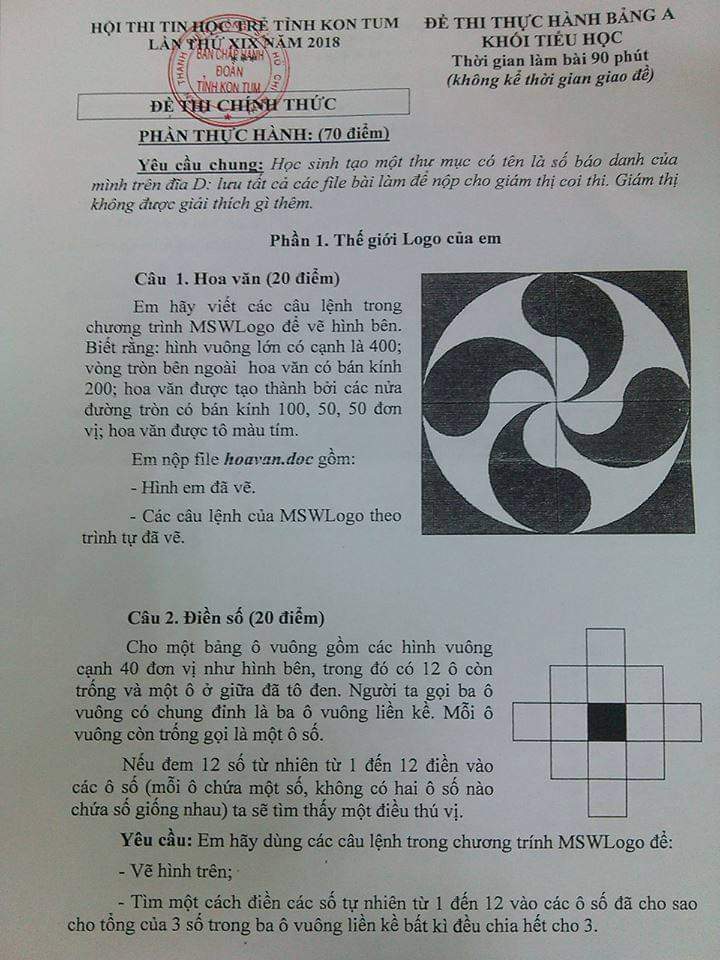 HỘI THI TIN HỌC TRẺ TỈNH KON TUM
LẦN THỨ XIX NĂM 2018
***
BAN CHẤP HÀNH
ĐOÀN
TỈNH KON TUM
ĐỀ THI CHÍNH THỨC
ĐỀ THI THỰC HÀNH BẢNG A
KHỐI TIỂU HỌC
Thời gian làm bài 90 phút
(không kể thời gian giao đề)
PHẦN THỰC HÀNH: (70 điểm)
Yêu cầu chung: Học sinh tạo một thư mục có tên là số báo danh của
mình trên đĩa D: lưu tất cả các file bài làm để nộp cho giám thị coi thi. Giám thị
không được giải thích gì thêm.
Phần 1. Thế giới Logo của em
Câu 1. Hoa văn (20 điểm)
Em hãy viết các câu lệnh trong
chương trình MSWLogo để vẽ hình bên.
Biết rằng: hình vuông lớn có cạnh là 400;
vòng tròn bên ngoài hoa văn có bán kính
200; hoa văn được tạo thành bởi các nửa
đường tròn có bán kính 100, 50, 50 đơn
vị; hoa văn được tô màu tím.
Em nộp file hoavan.doc gồm:
- Hình em đã vẽ.
- Các câu lệnh của MSWLogo theo
trình tự đã vẽ.
Câu 2. Điền số (20 điểm)
Cho một bảng ô vuông gồm các hình vuông
cạnh 40 đơn vị như hình bên, trong đó có 12 ô còn
trống và một ô ở giữa đã tô đen. Người ta gọi ba ô
vuông có chung đỉnh là ba ô vuông liền kề. Mỗi ô
vuông còn trống gọi là một ô số.
Nếu đem 12 số tự nhiên từ 1 đến 12 điền vào
các ô số (mỗi ô chứa một số, không có hai ô số nào
chứa số giống nhau) ta sẽ tìm thấy một điều thú vị.
Yêu cầu: Em hãy dùng các câu lệnh trong chương trính MSWLogo để:
- Vẽ hình trên;
- Tìm một cách điền các số tự nhiên từ 1 đến 12 vào các ô số đã cho sao
cho tổng của 3 số trong ba ô vuông liền kề bất kì đều chia hết cho 3.